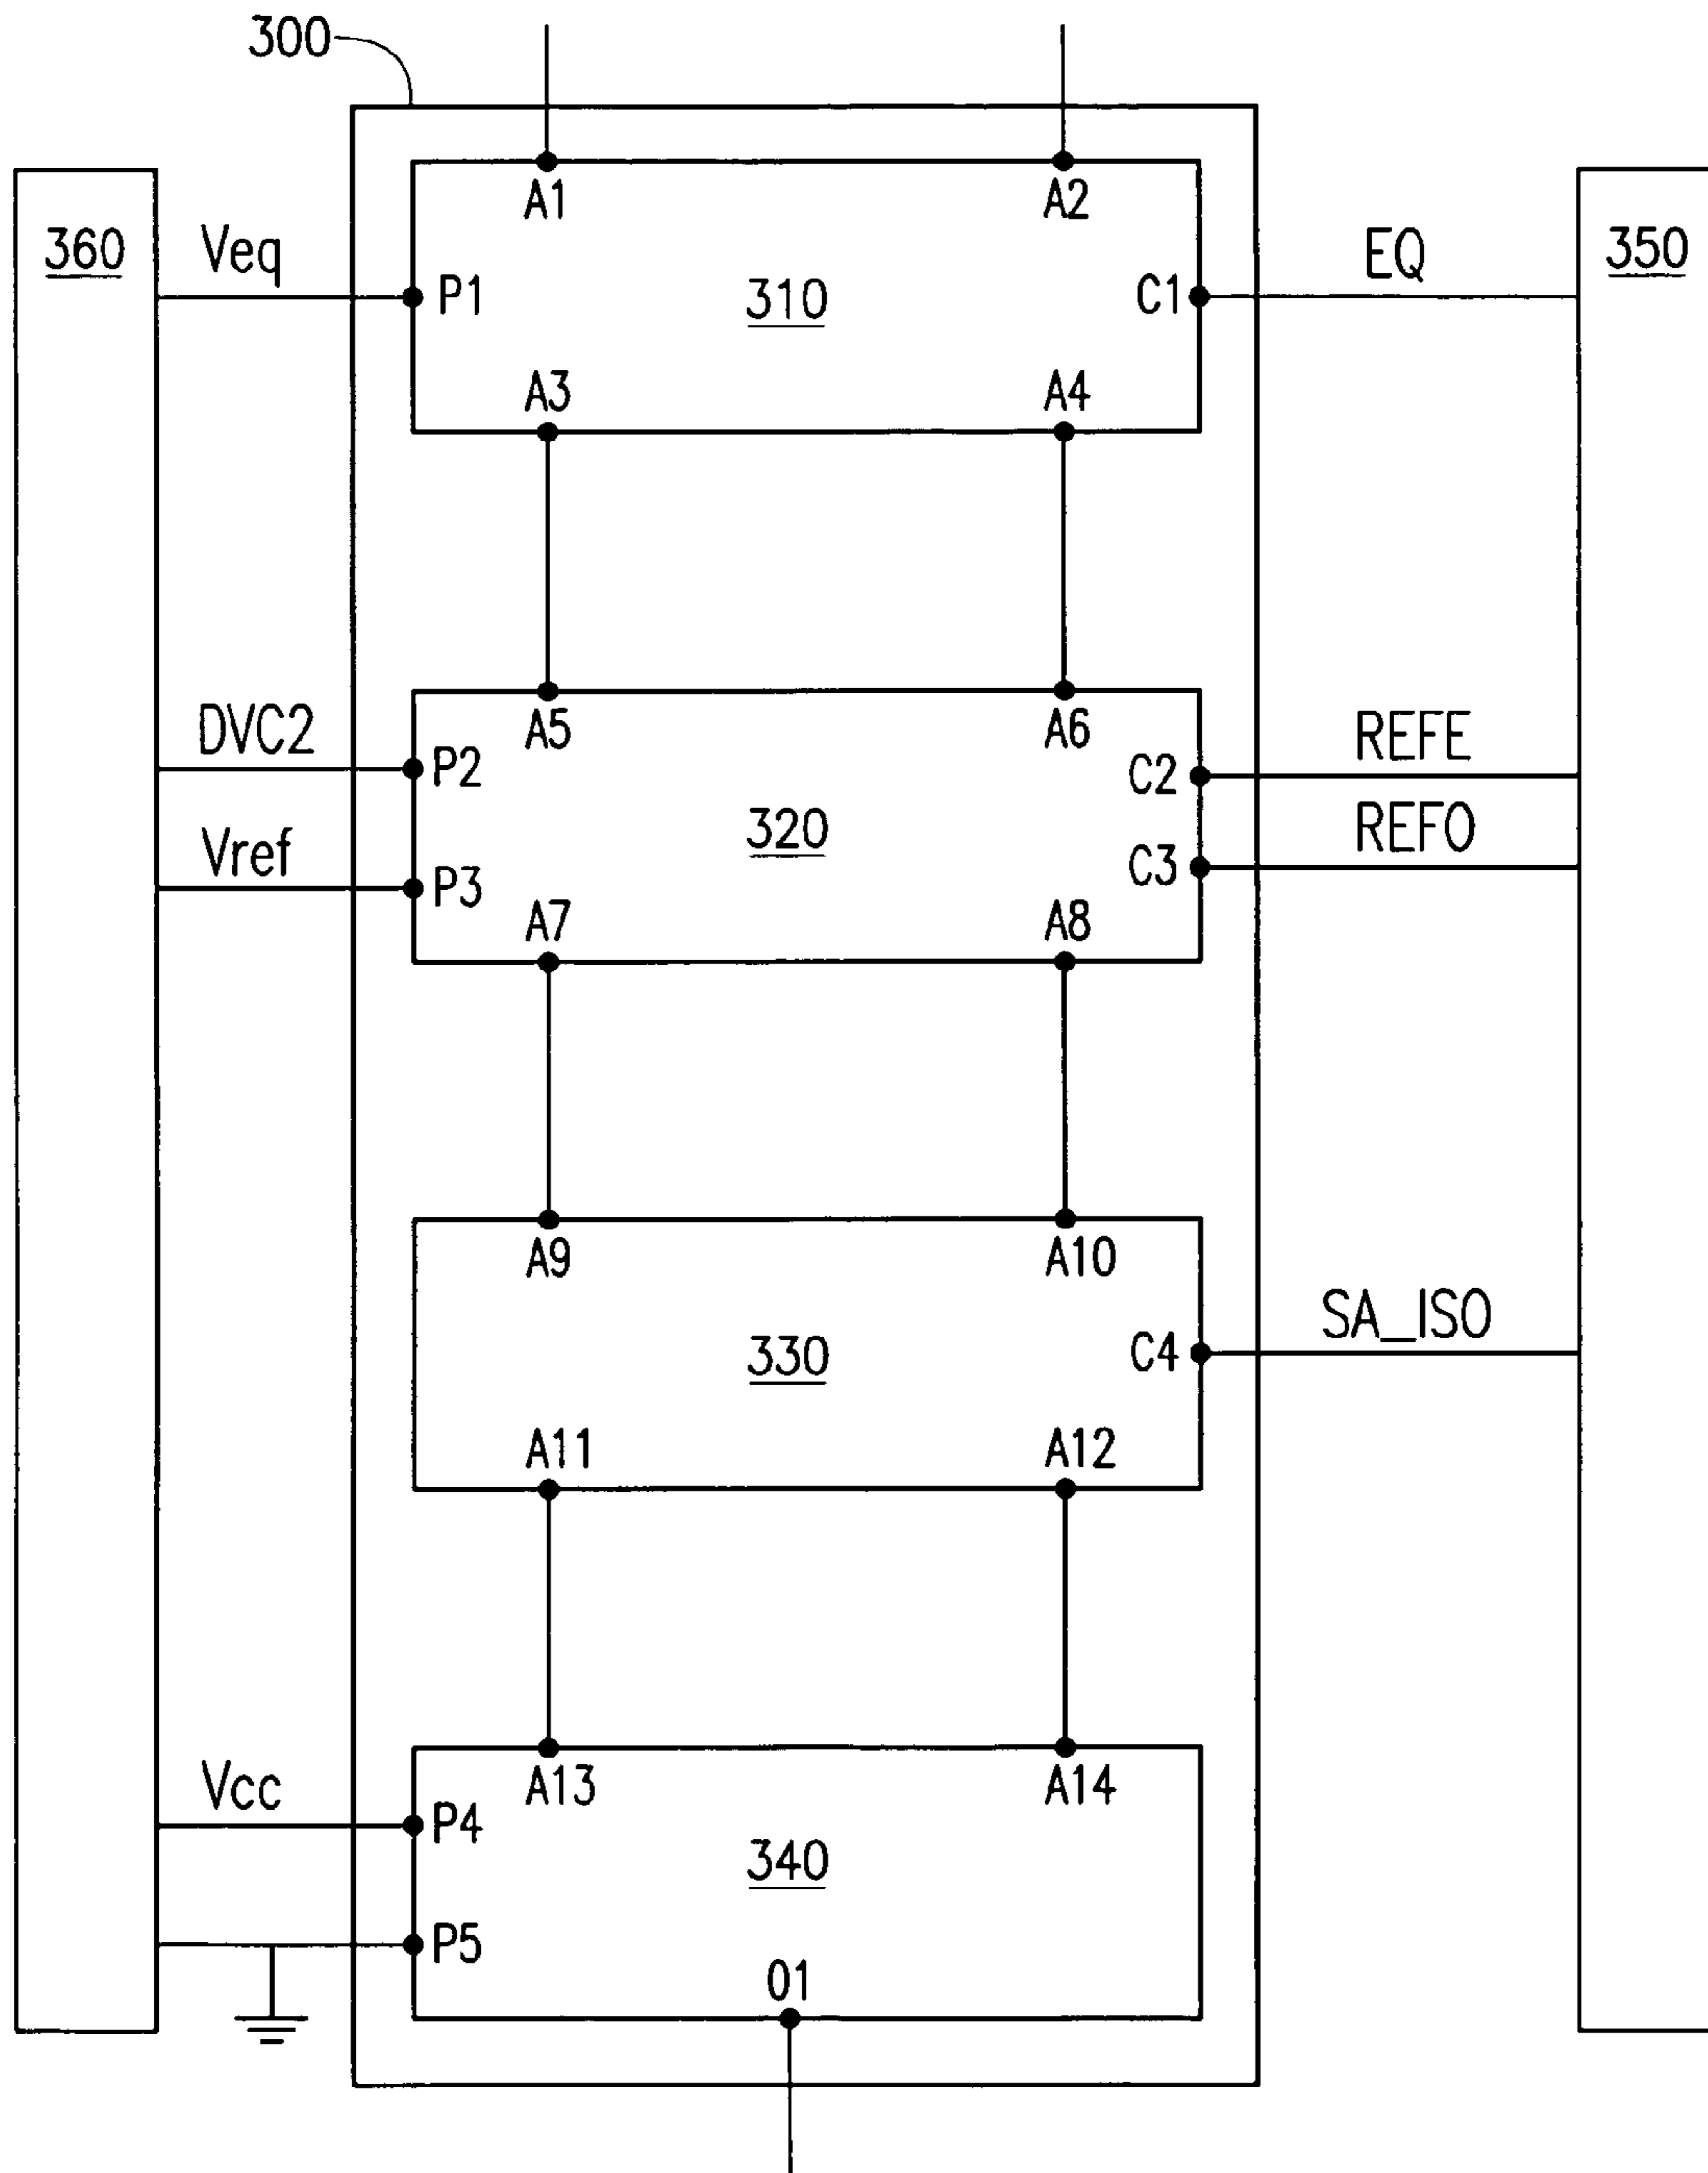 300
A1 A2
360 Veq P1 310 C1 EQ 350
A3 A4
A5 A6
DVC2 P2 C2 REFE
320
Vref P3 C3 REFO
A7 A8
A9 A10
330 C4 SA_ISO
A11 A12
A13 A14
Vcc P4
340
P5
O1